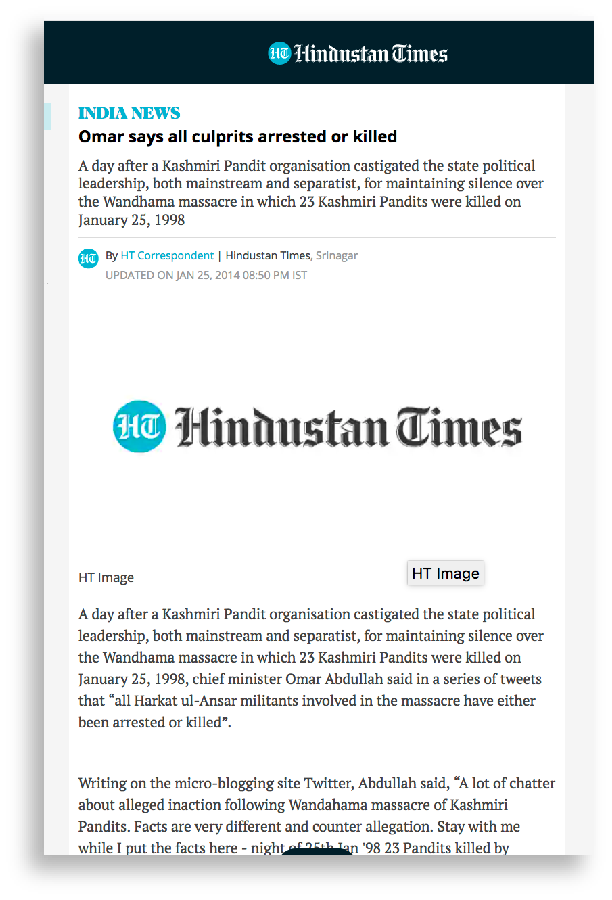 HT Hindustan Times
INDIA NEWS
Omar says all culprits arrested or killed
A day after a Kashmiri Pandit organisation castigated the state political
leadership, both mainstream and separatist, for maintaining silence over
the Wandhama massacre in which 23 Kashmiri Pandits were killed on
January 25, 1998
HT By HT Correspondent | Hindustan Times, Srinagar
UPDATED ON JAN 25, 2014 08:50 PM IST
HT Hindustan Times
HT Image
HT Image
A day after a Kashmiri Pandit organisation castigated the state political
leadership, both mainstream and separatist, for maintaining silence over
the Wandhama massacre in which 23 Kashmiri Pandits were killed on
January 25, 1998, chief minister Omar Abdullah said in a series of tweets
that “all Harkat ul-Ansar militants involved in the massacre have either
been arrested or killed”.
Writing on the micro-blogging site Twitter, Abdullah said, “A lot of chatter
about alleged inaction following Wandahama massacre of Kashmiri
Pandits. Facts are very different and counter allegation. Stay with me
while I put the facts here - night of 25th Jan '98 23 Pandits killed by